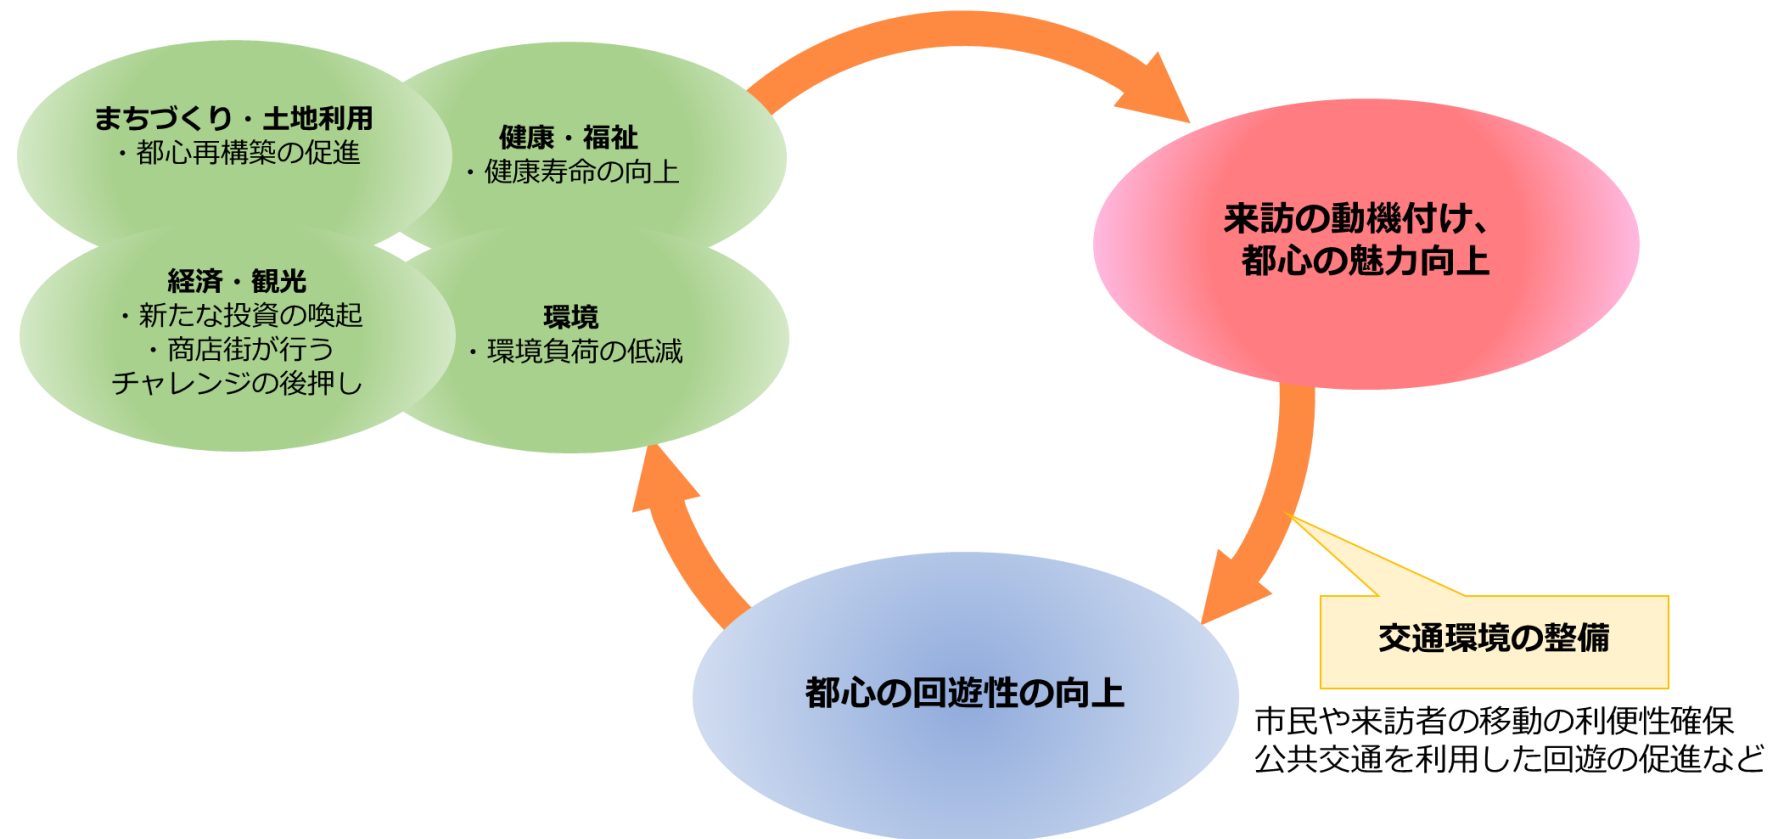 まちづくり・土地利用
・都心再構築の促進
健康・福祉
・健康寿命の向上
経済・観光
・新たな投資の喚起
・商店街が行う
チャレンジの後押し
環境
・環境負荷の低減
来訪の動機付け、
都心の魅力向上
都心の回遊性の向上
交通環境の整備
市民や来訪者の移動の利便性確保
公共交通を利用した回遊の促進など